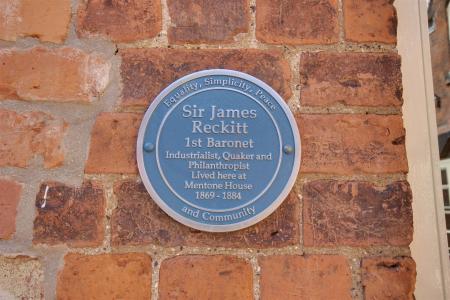 Equality, Simplicity, Peace
Sir James
Reckitt
1st Baronet
Industrialist, Quaker and
Philanthropist
Lived here at
Mentone House
1869 - 1884
and Community